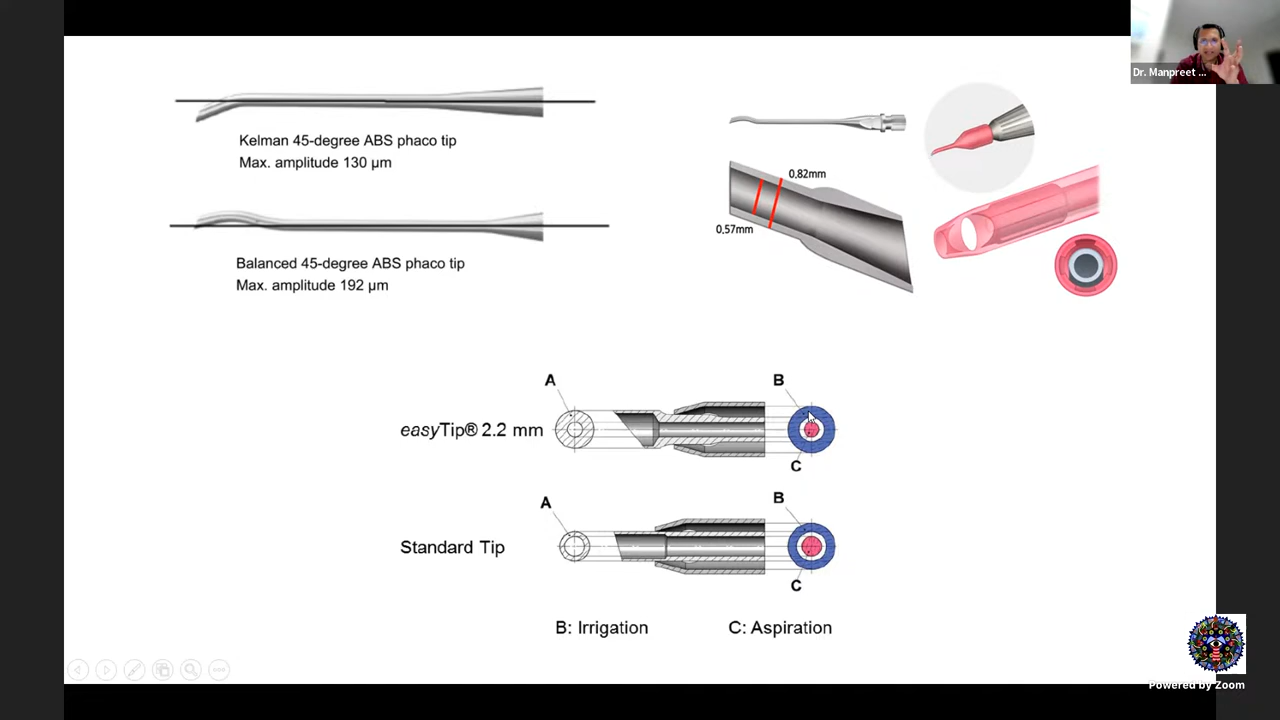 Dr. Manpreet ...
Kelman 45-degree ABS phaco tip
Max. amplitude 130 μm
0,82mm
0,57mm
Balanced 45-degree ABS phaco tip
Max. amplitude 192 μm
A
B
easyTip® 2.2 mm
C
A
B
Standard Tip
C
B: Irrigation
C: Aspiration
Powered by Zoom